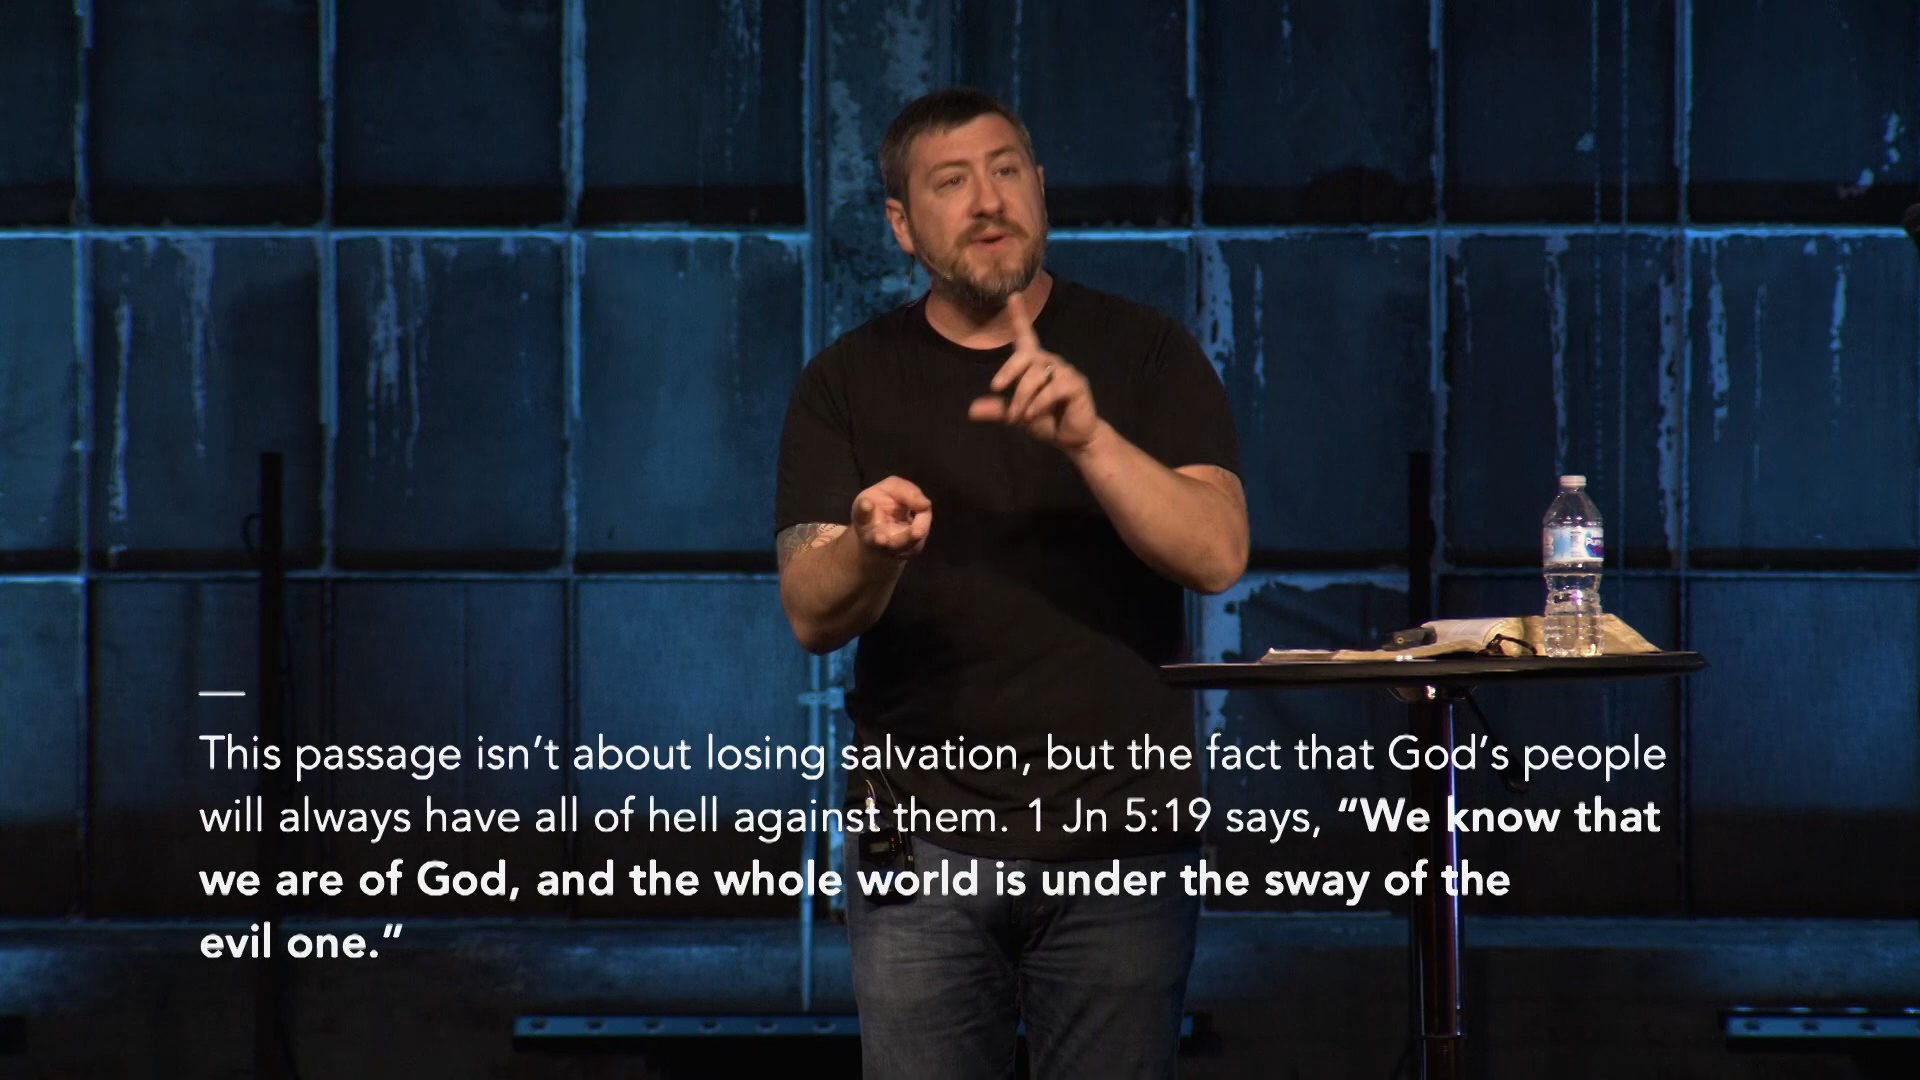 This passage isn’t about losing salvation, but the fact that God’s people
will always have all of hell against them. 1 Jn 5:19 says, “We know that
we are of God, and the whole world is under the sway of the
evil one.”